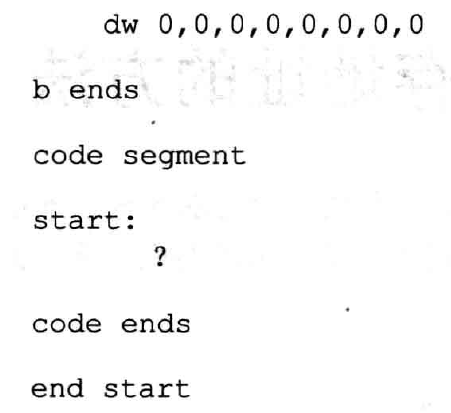 dw 0,0,0,0,0,0,0,0
b ends
code segment
start:
?
code ends
end start